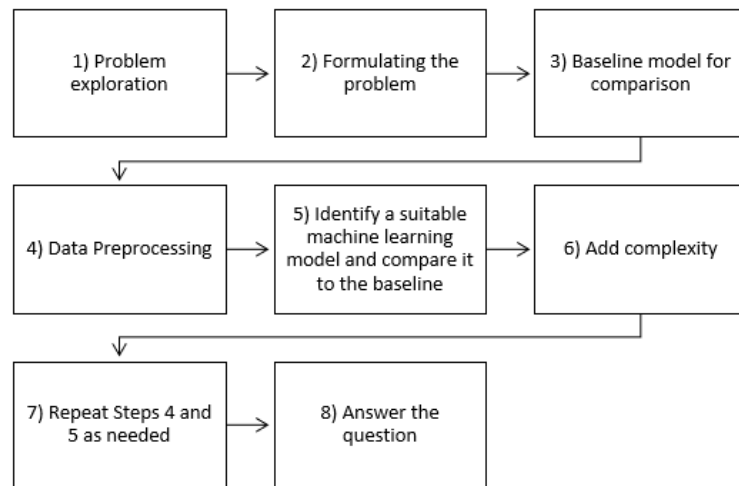 1) Problem
exploration
2) Formulating the
problem
3) Baseline model for
comparison
4) Data Preprocessing
5) Identify a suitable
machine learning
model and compare it
to the baseline
6) Add complexity
7) Repeat Steps 4 and
5 as needed
8) Answer the
question